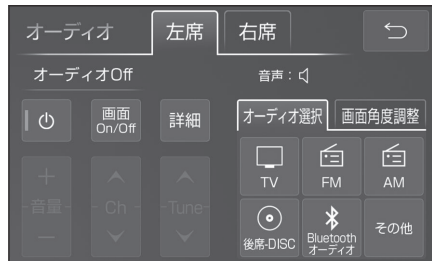 オーディオ
左席
右席
オーディオOff
音声：
画面
On/Off
詳細
オーディオ選択
画面角度調整
＋
音量
－
Ch
Tune
TV
FM
AM
後席-DISC
Bluetooth
オーディオ
その他